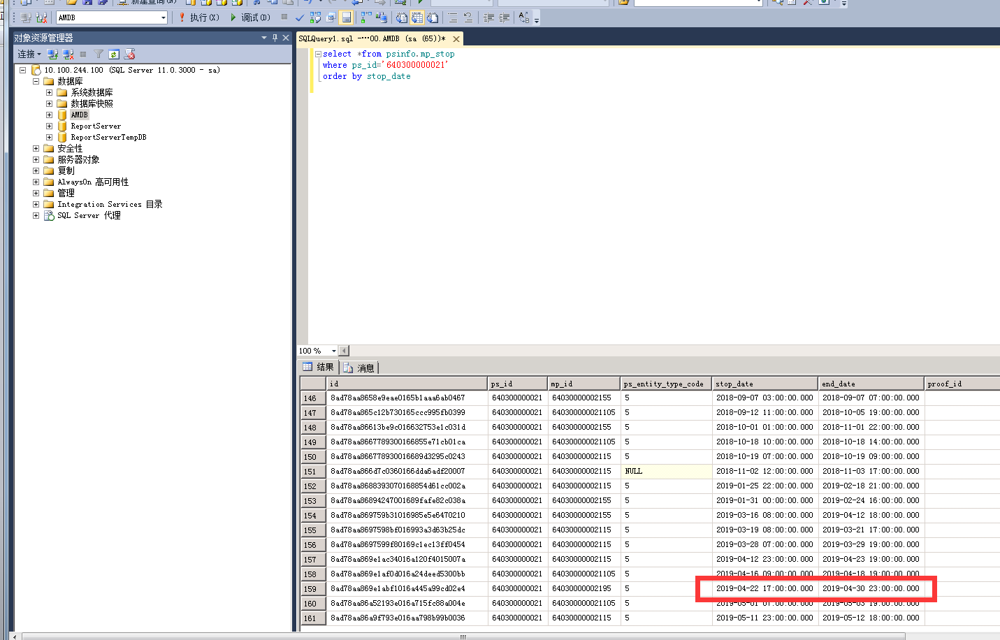 新建查询(N)
AMDB
执行(X)
调试(D)
对象资源管理器
连接
10.100.244.100 (SQL Server 11.0.3000 - sa)
数据库
系统数据库
数据库快照
AMDB
ReportServer
ReportServerTempDB
安全性
服务器对象
复制
AlwaysOn 高可用性
管理
Integration Services 目录
SQL Server 代理
SQLQuery1.sql -···00.AMDB (sa (65))*
select *from psinfo.mp_stop
where ps_id='640300000021'
order by stop_date
100 %
结果 消息
id ps_id mp_id ps_entity_type_code stop_date end_date proof_id
146 8ad78aa8658e9eae0165b1aaa6ab0467 640300000021 64030000002155 5 2018-09-07 03:00:00.000 2018-09-07 07:00:00.000
147 8ad78aa865c12b730165ccc995fb0399 640300000021 640300000021105 5 2018-09-12 11:00:00.000 2018-10-05 19:00:00.000
148 8ad78aa86613be9c016632753e1c031d 640300000021 64030000002155 5 2018-10-01 01:00:00.000 2018-11-01 22:00:00.000
149 8ad78aa8667789300166855e71cb01ca 640300000021 640300000021105 5 2018-10-18 10:00:00.000 2018-10-18 14:00:00.000
150 8ad78aa866778930016689d3295c0243 640300000021 64030000002115 5 2018-10-19 07:00:00.000 2018-10-19 09:00:00.000
151 8ad78aa866d7c0360166dda6adf20007 640300000021 64030000002115 NULL 2018-11-02 12:00:00.000 2018-11-03 17:00:00.000
152 8ad78aa8688393070168854d61cc002a 640300000021 64030000002115 5 2019-01-25 22:00:00.000 2019-02-18 21:00:00.000
153 8ad78aa86894247001689fafe82c038a 640300000021 64030000002155 5 2019-01-31 00:00:00.000 2019-02-24 16:00:00.000
154 8ad78aa869759b31016985e5e6470210 640300000021 64030000002155 5 2019-03-16 08:00:00.000 2019-04-12 18:00:00.000
155 8ad78aa8697598bf016993a3d63b25dc 640300000021 64030000002115 5 2019-03-19 08:00:00.000 2019-03-21 17:00:00.000
156 8ad78aa8697599f80169c1ec13ff0454 640300000021 64030000002115 5 2019-03-28 07:00:00.000 2019-03-29 19:00:00.000
157 8ad78aa869e1ac34016a120f4015007a 640300000021 64030000002115 5 2019-04-12 23:00:00.000 2019-04-23 19:00:00.000
158 8ad78aa869e1af0d016a24deed5300bb 640300000021 640300000021105 5 2019-04-16 09:00:00.000 2019-04-18 19:00:00.000
159 8ad78aa869e1abf1016a445a99cd02e4 640300000021 64030000002195 5 2019-04-22 17:00:00.000 2019-04-30 23:00:00.000
160 8ad78aa86a52193e016a715fc88a004e 640300000021 640300000021105 5 2019-05-01 07:00:00.000 2019-05-03 19:00:00.000
161 8ad78aa86a9f793e016aa798b99b0036 640300000021 64030000002115 5 2019-05-11 23:00:00.000 2019-05-12 18:00:00.000